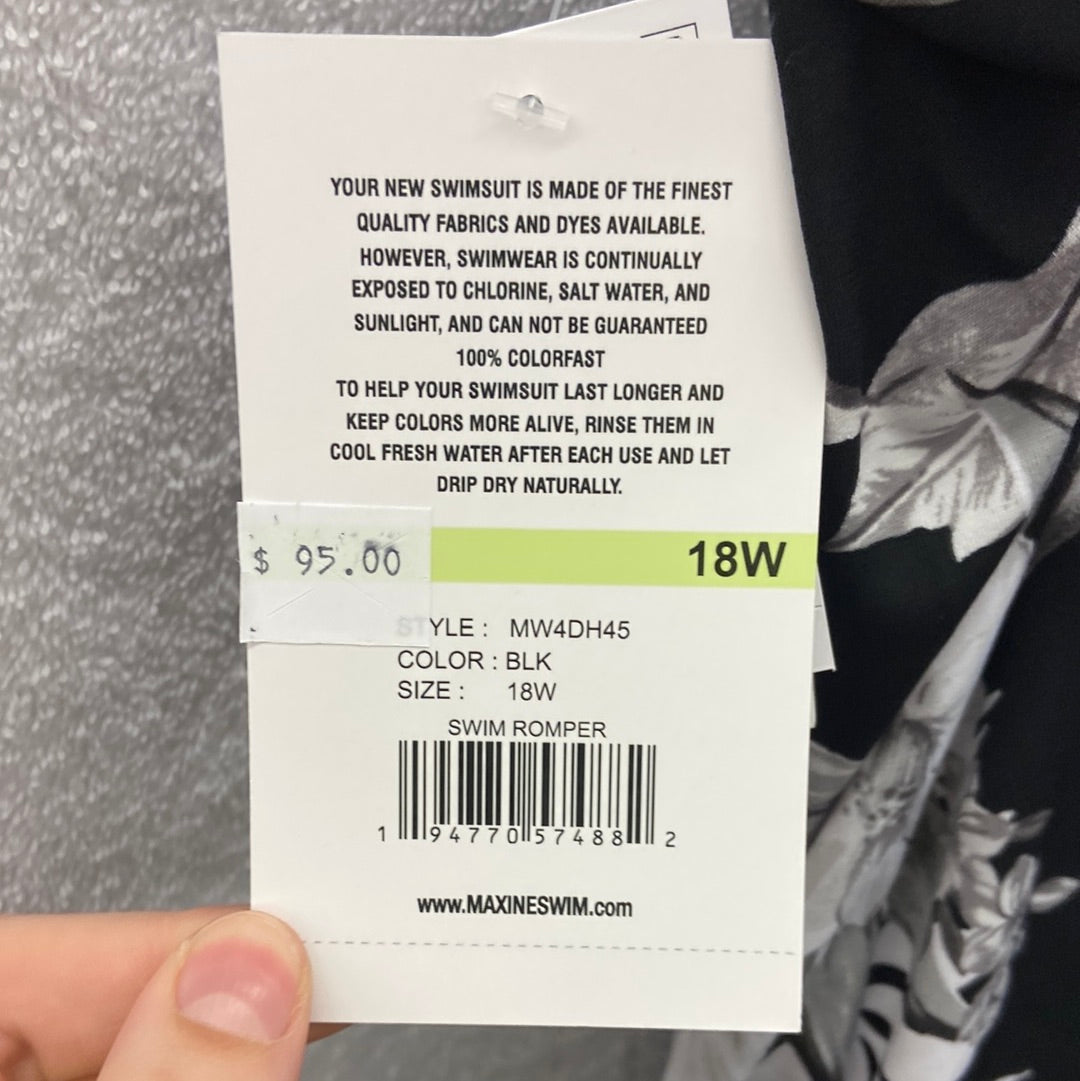 YOUR NEW SWIMSUIT IS MADE OF THE FINEST
QUALITY FABRICS AND DYES AVAILABLE.
HOWEVER, SWIMWEAR IS CONTINUALLY
EXPOSED TO CHLORINE, SALT WATER, AND
SUNLIGHT, AND CAN NOT BE GUARANTEED
100% COLORFAST
TO HELP YOUR SWIMSUIT LAST LONGER AND
KEEP COLORS MORE ALIVE, RINSE THEM IN
COOL FRESH WATER AFTER EACH USE AND LET
DRIP DRY NATURALLY.
$ 95.00
18W
STYLE : MW4DH45
COLOR : BLK
SIZE : 18W
SWIM ROMPER
1 94770 57488 2
www.MAXINESWIM.com